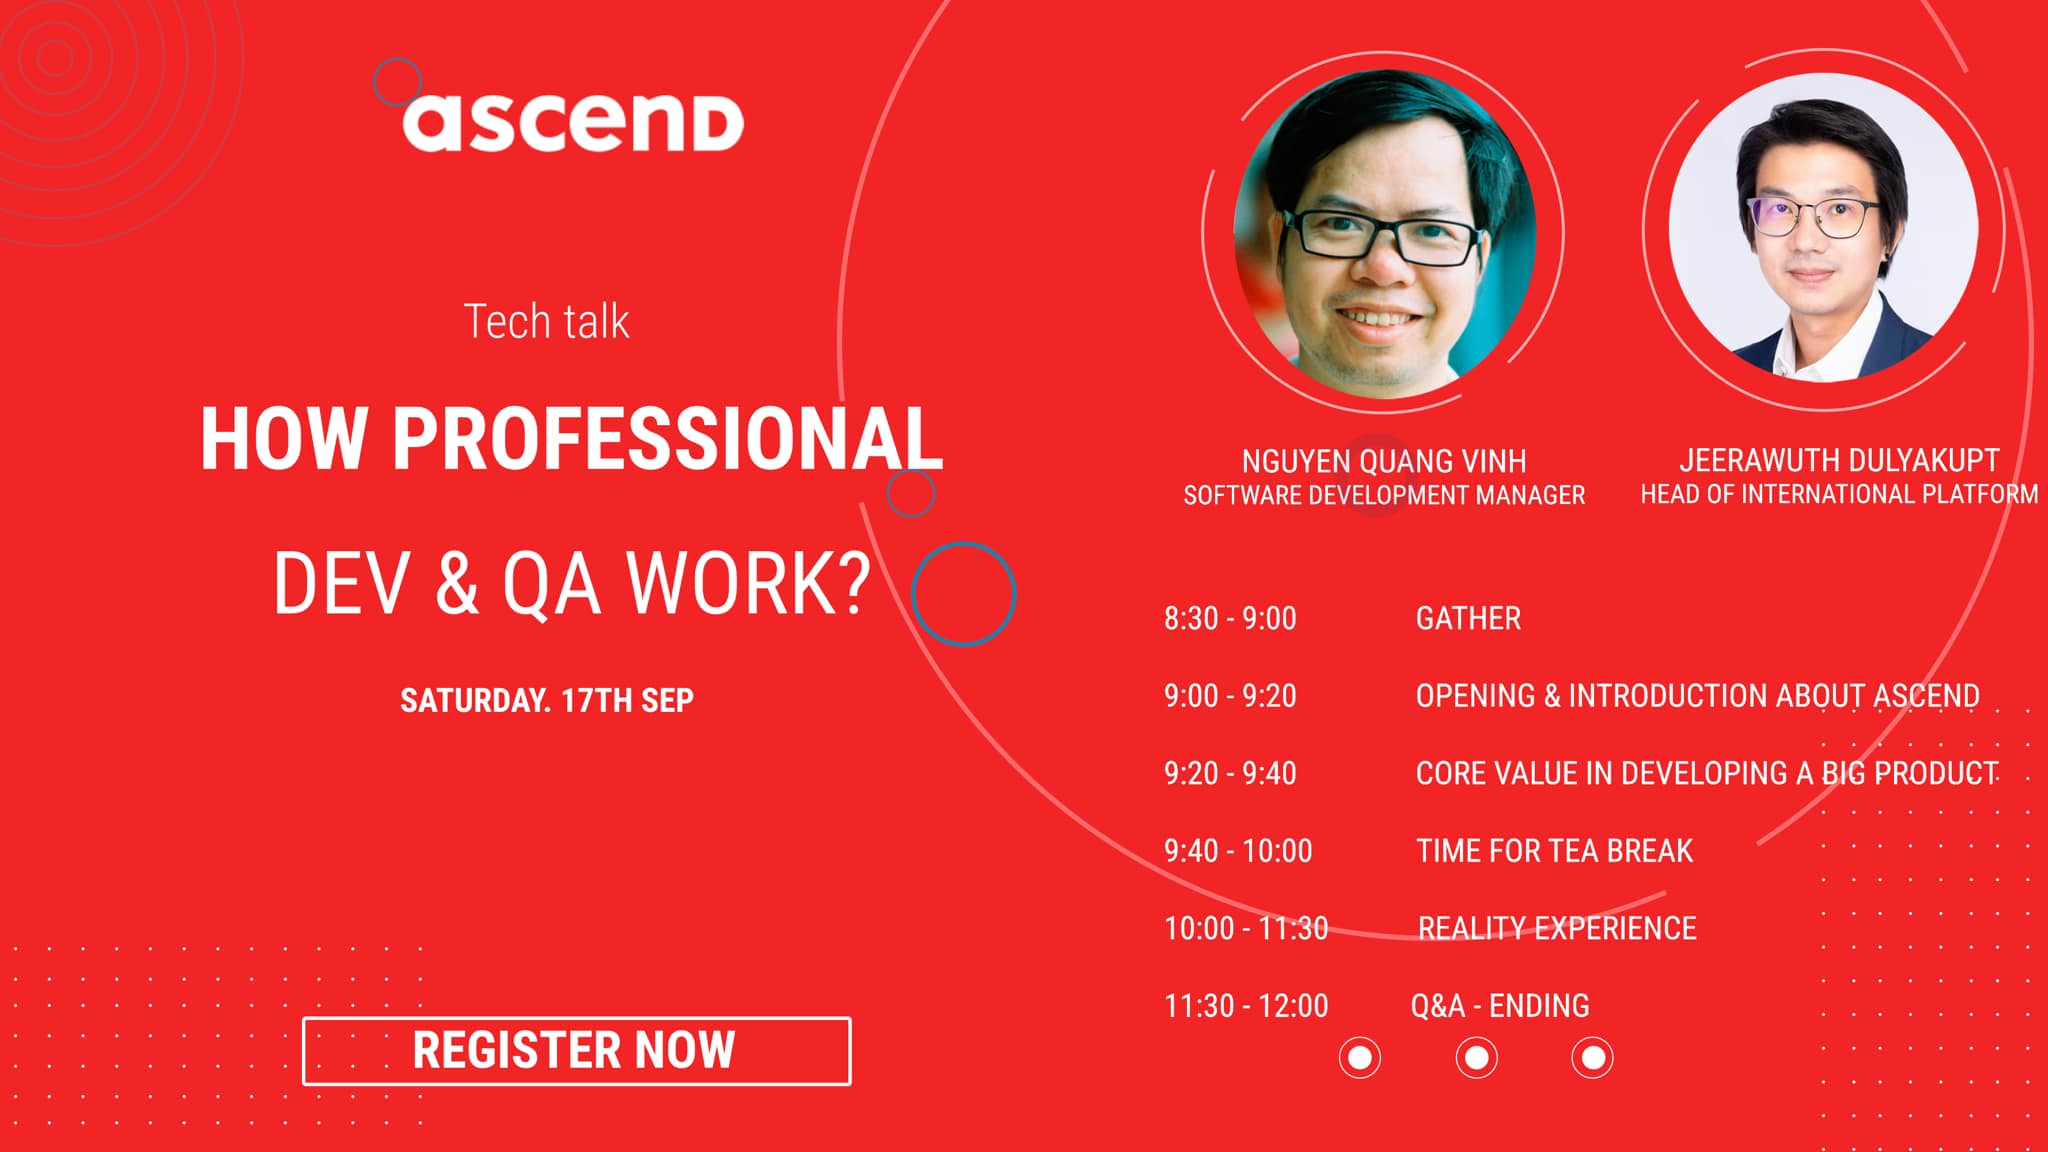 ascend
Tech talk
HOW PROFESSIONAL
DEV & QA WORK?
SATURDAY. 17TH SEP
REGISTER NOW
NGUYEN QUANG VINH
SOFTWARE DEVELOPMENT MANAGER
JEERAWUTH DULYAKUPT
HEAD OF INTERNATIONAL PLATFORM
8:30 - 9:00 GATHER
9:00 - 9:20 OPENING & INTRODUCTION ABOUT ASCEND
9:20 - 9:40 CORE VALUE IN DEVELOPING A BIG PRODUCT
9:40 - 10:00 TIME FOR TEA BREAK
10:00 - 11:30 REALITY EXPERIENCE
11:30 - 12:00 Q&A - ENDING